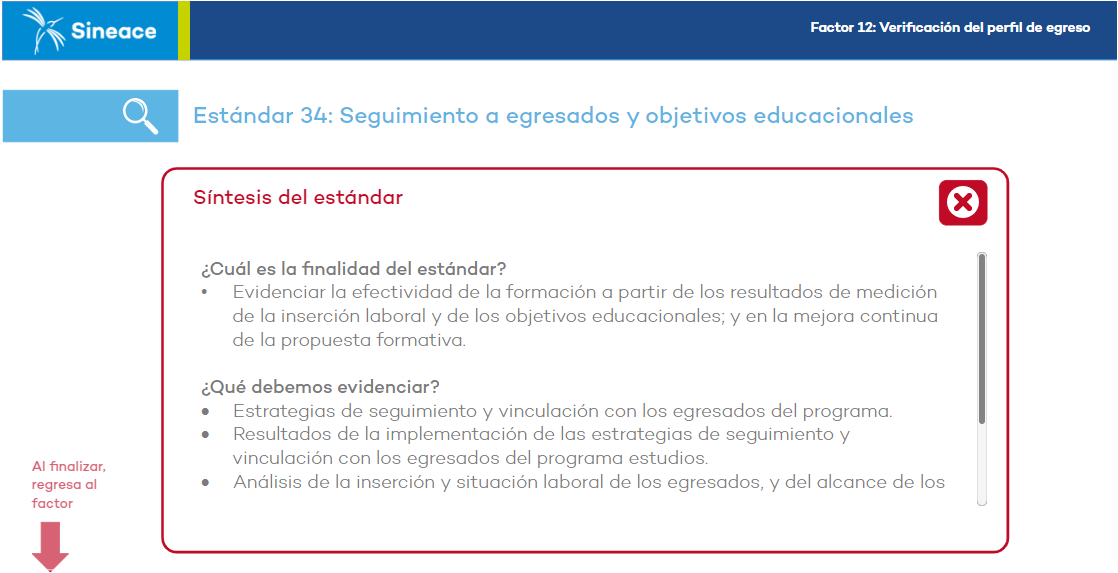 Sineace
Factor 12: Verificación del perfil de egreso
Estándar 34: Seguimiento a egresados y objetivos educacionales
Síntesis del estándar
¿Cuál es la finalidad del estándar?
• Evidenciar la efectividad de la formación a partir de los resultados de medición
de la inserción laboral y de los objetivos educacionales; y en la mejora continua
de la propuesta formativa.
¿Qué debemos evidenciar?
• Estrategias de seguimiento y vinculación con los egresados del programa.
• Resultados de la implementación de las estrategias de seguimiento y
vinculación con los egresados del programa estudios.
• Análisis de la inserción y situación laboral de los egresados, y del alcance de los
Al finalizar,
regresa al
factor